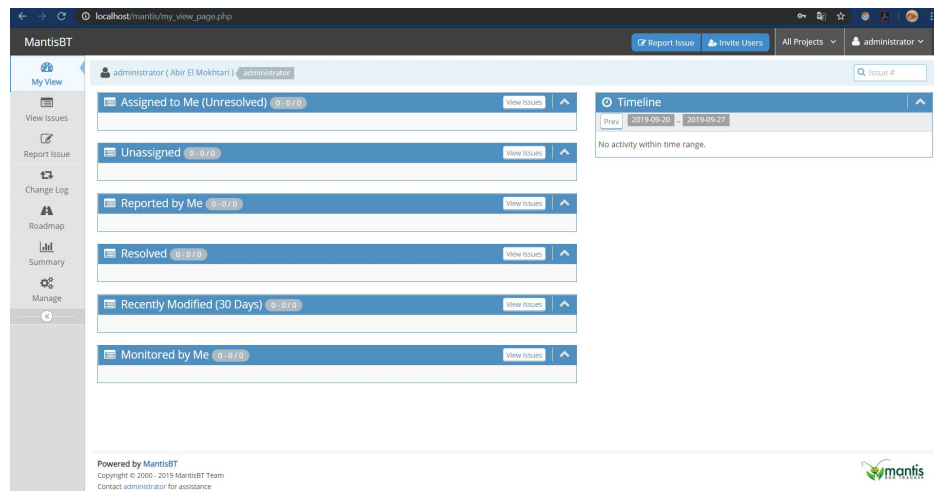 localhost/mantis/my_view_page.php
MantisBT
Report Issue
Invite Users
All Projects
administrator
My View
View Issues
Report Issue
Change Log
Roadmap
Summary
Manage
administrator ( Abir El Mokhtari ) administrator
Issue #
Assigned to Me (Unresolved) 0 - 0 / 0 View Issues
Unassigned 0 - 0 / 0 View Issues
Reported by Me 0 - 0 / 0 View Issues
Resolved 0 - 0 / 0 View Issues
Recently Modified (30 Days) 0 - 0 / 0 View Issues
Monitored by Me 0 - 0 / 0 View Issues
Timeline
Prev 2019-09-20 .. 2019-09-27
No activity within time range.
Powered by MantisBT
Copyright © 2000 - 2019 MantisBT Team
Contact administrator for assistance
mantis
BUG TRACKER